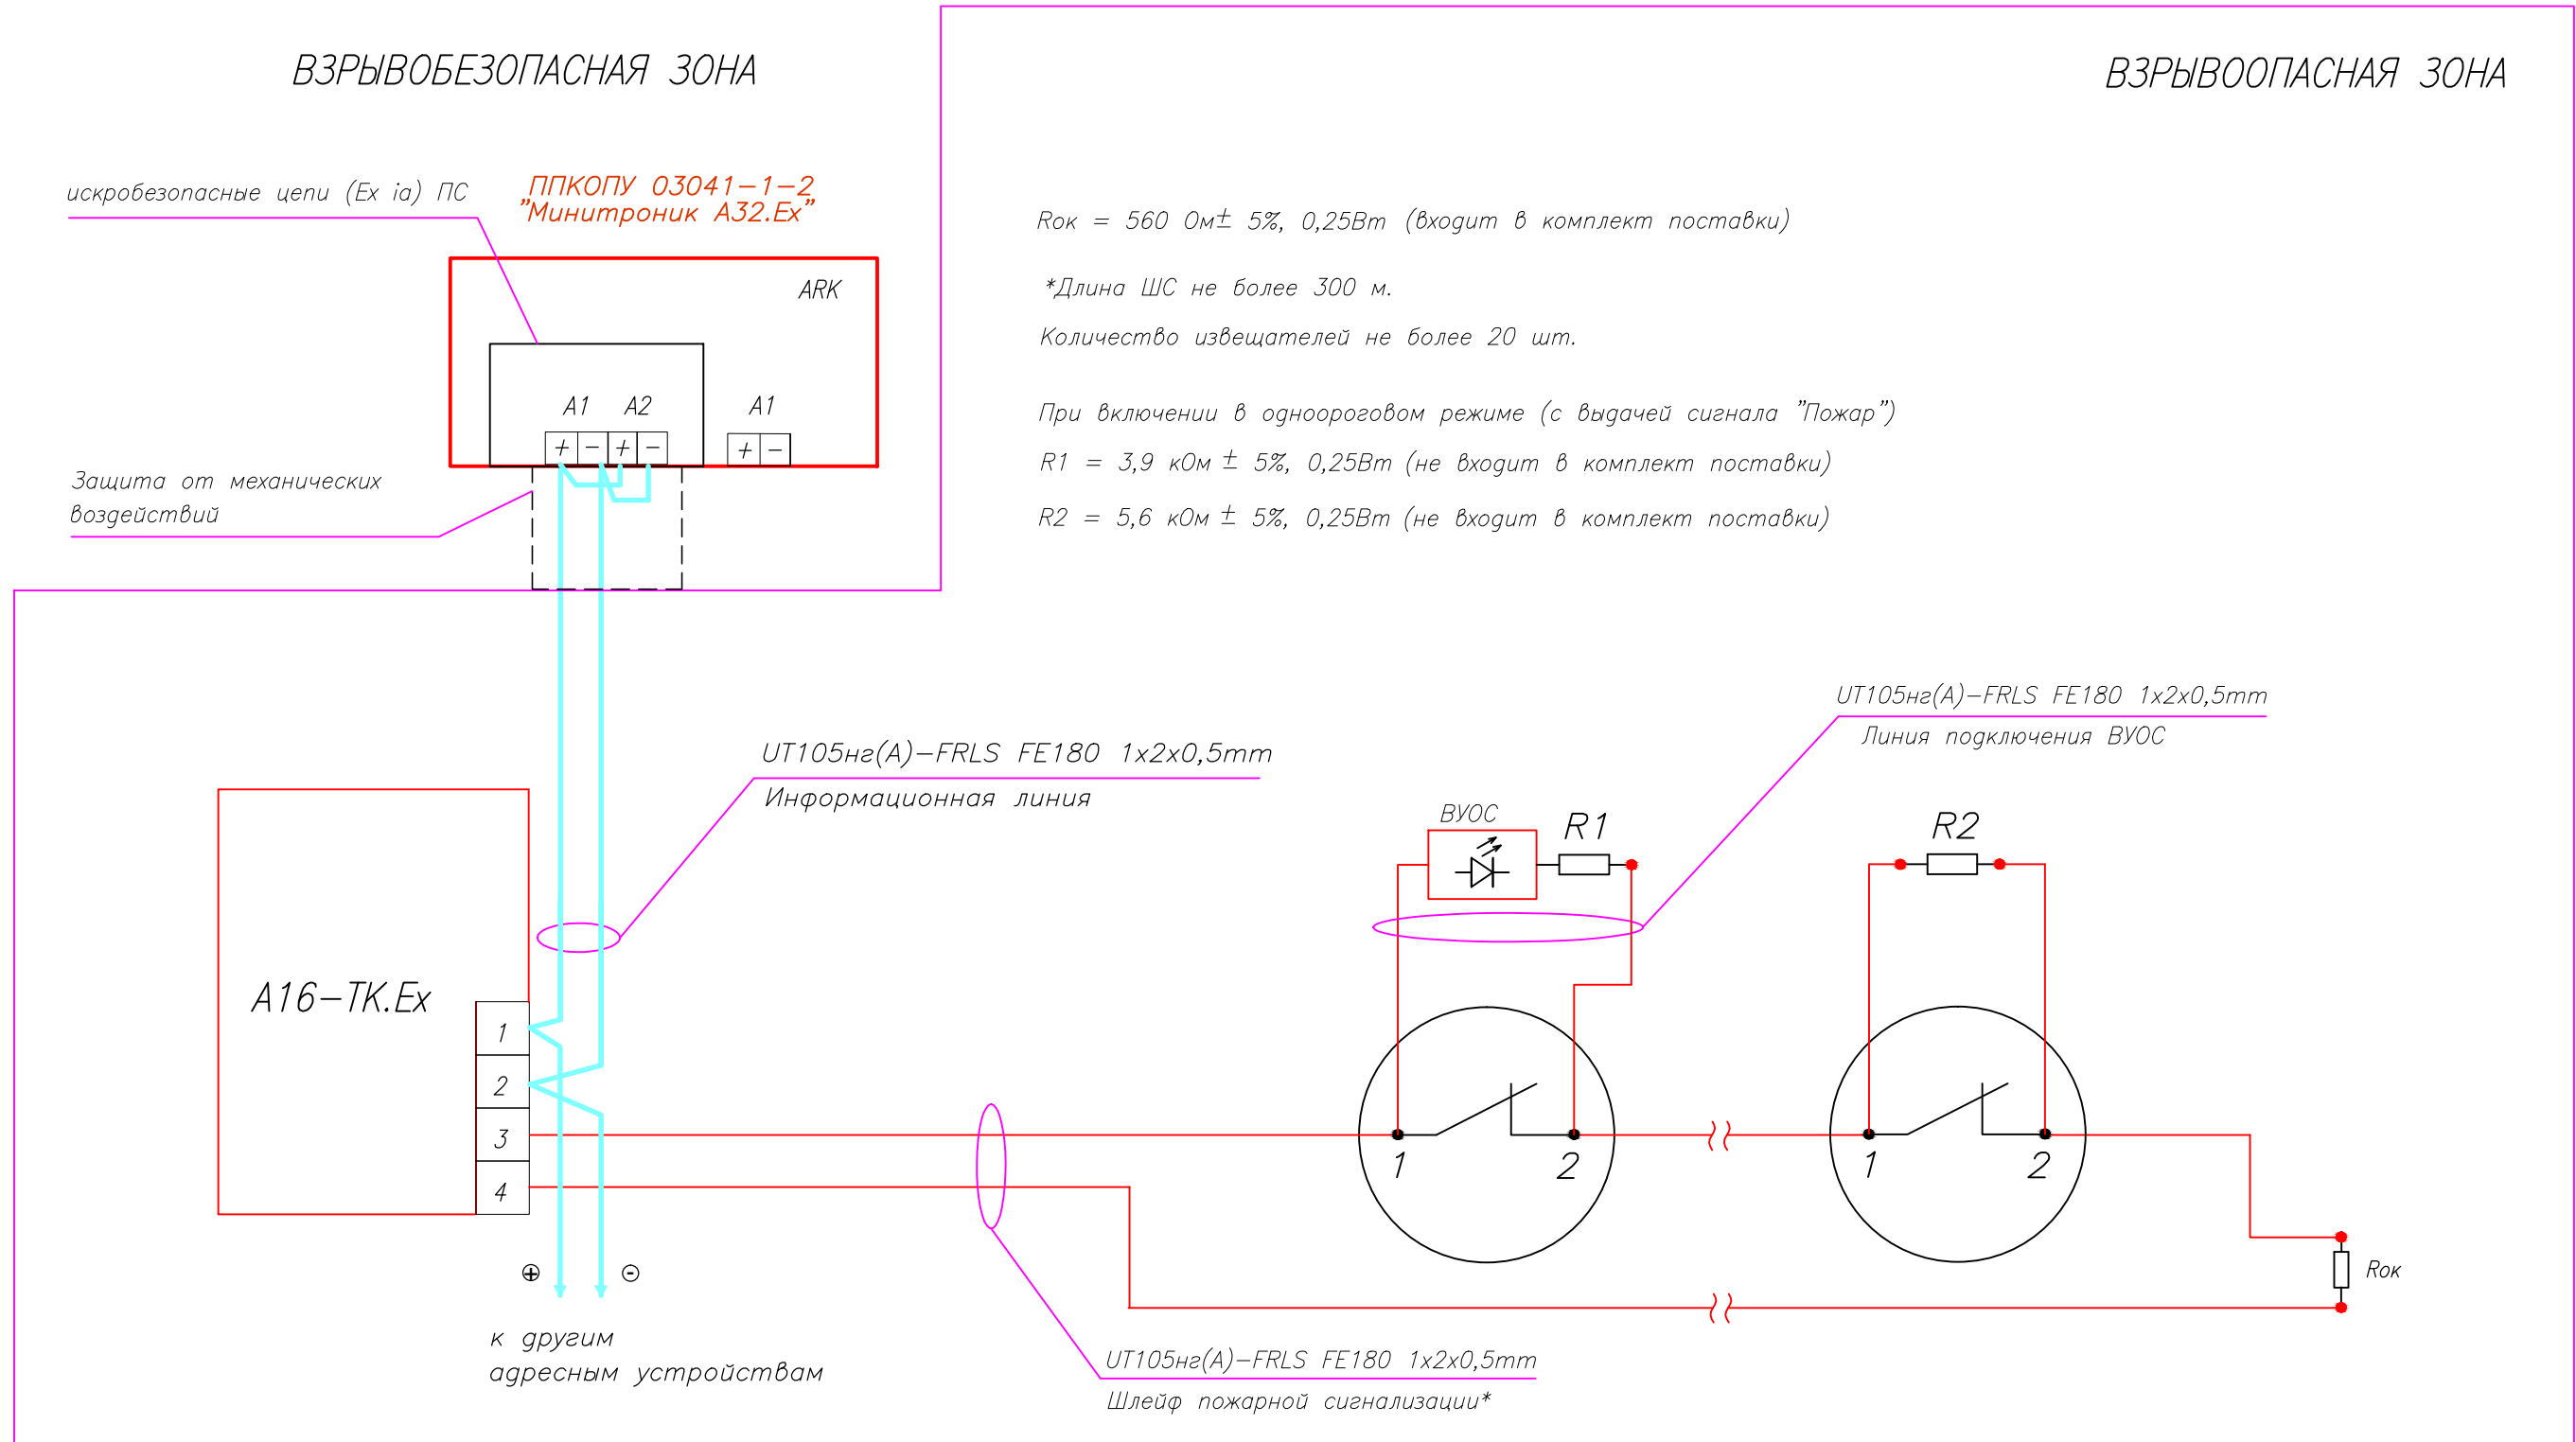 ВЗРЫВОБЕЗОПАСНАЯ ЗОНА
ВЗРЫВООПАСНАЯ ЗОНА
искробезопасные цепи (Ex ia) ПС
ППКОПУ 03041-1-2
"Минитроник А32.Ех"
ARK
A1 A2
A1
+ - + -
+ -
Защита от механических
воздействий
Rок = 560 Ом± 5%, 0,25Вт (входит в комплект поставки)
*Длина ШС не более 300 м.
Количество извещателей не более 20 шт.
При включении в одноороговом режиме (с выдачей сигнала "Пожар")
R1 = 3,9 кОм ± 5%, 0,25Вт (не входит в комплект поставки)
R2 = 5,6 кОм ± 5%, 0,25Вт (не входит в комплект поставки)
UT105нг(А)-FRLS FE180 1x2x0,5mm
Линия подключения ВУОС
UT105нг(А)-FRLS FE180 1x2x0,5mm
Информационная линия
ВУОС
R1
R2
А16-ТК.Ех
1
2
3
4
1
2
1
2
Rок
+
-
к другим
адресным устройствам
UT105нг(А)-FRLS FE180 1x2x0,5mm
Шлейф пожарной сигнализации*